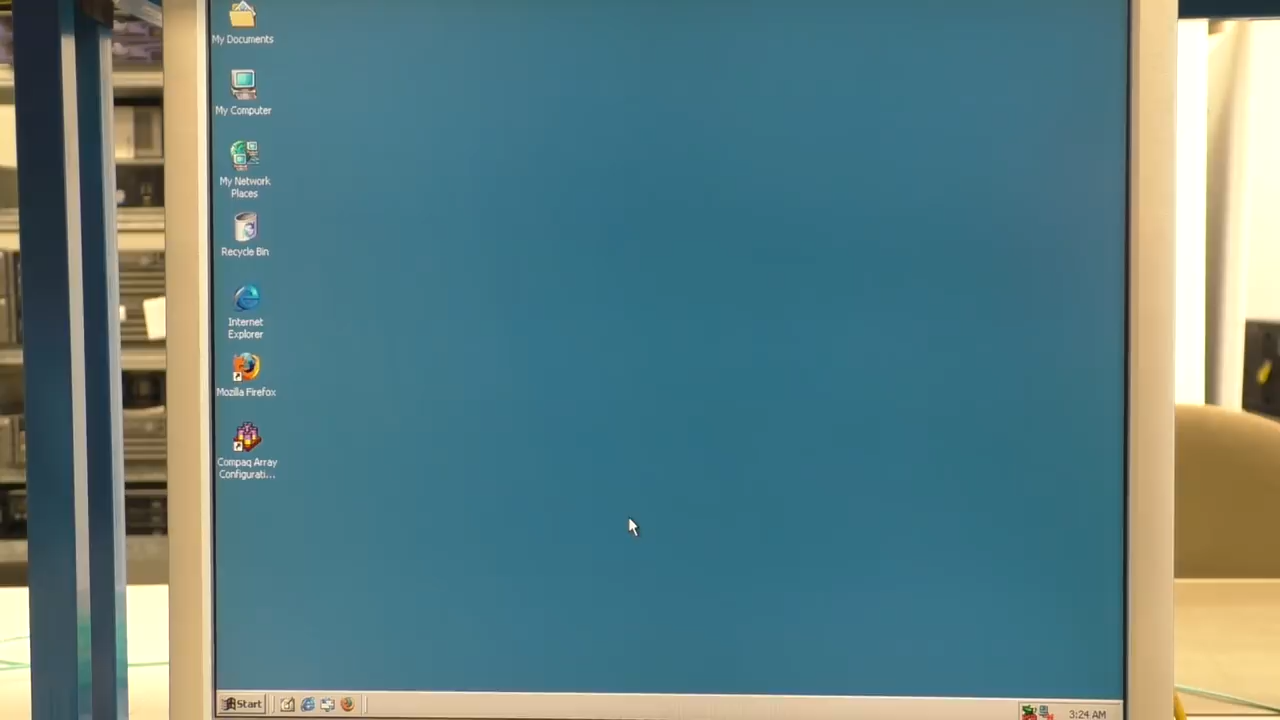 My Documents
My Computer
My Network
Places
Recycle Bin
Internet
Explorer
Mozilla Firefox
Compaq Array
Configurati...
Start
3:24 AM